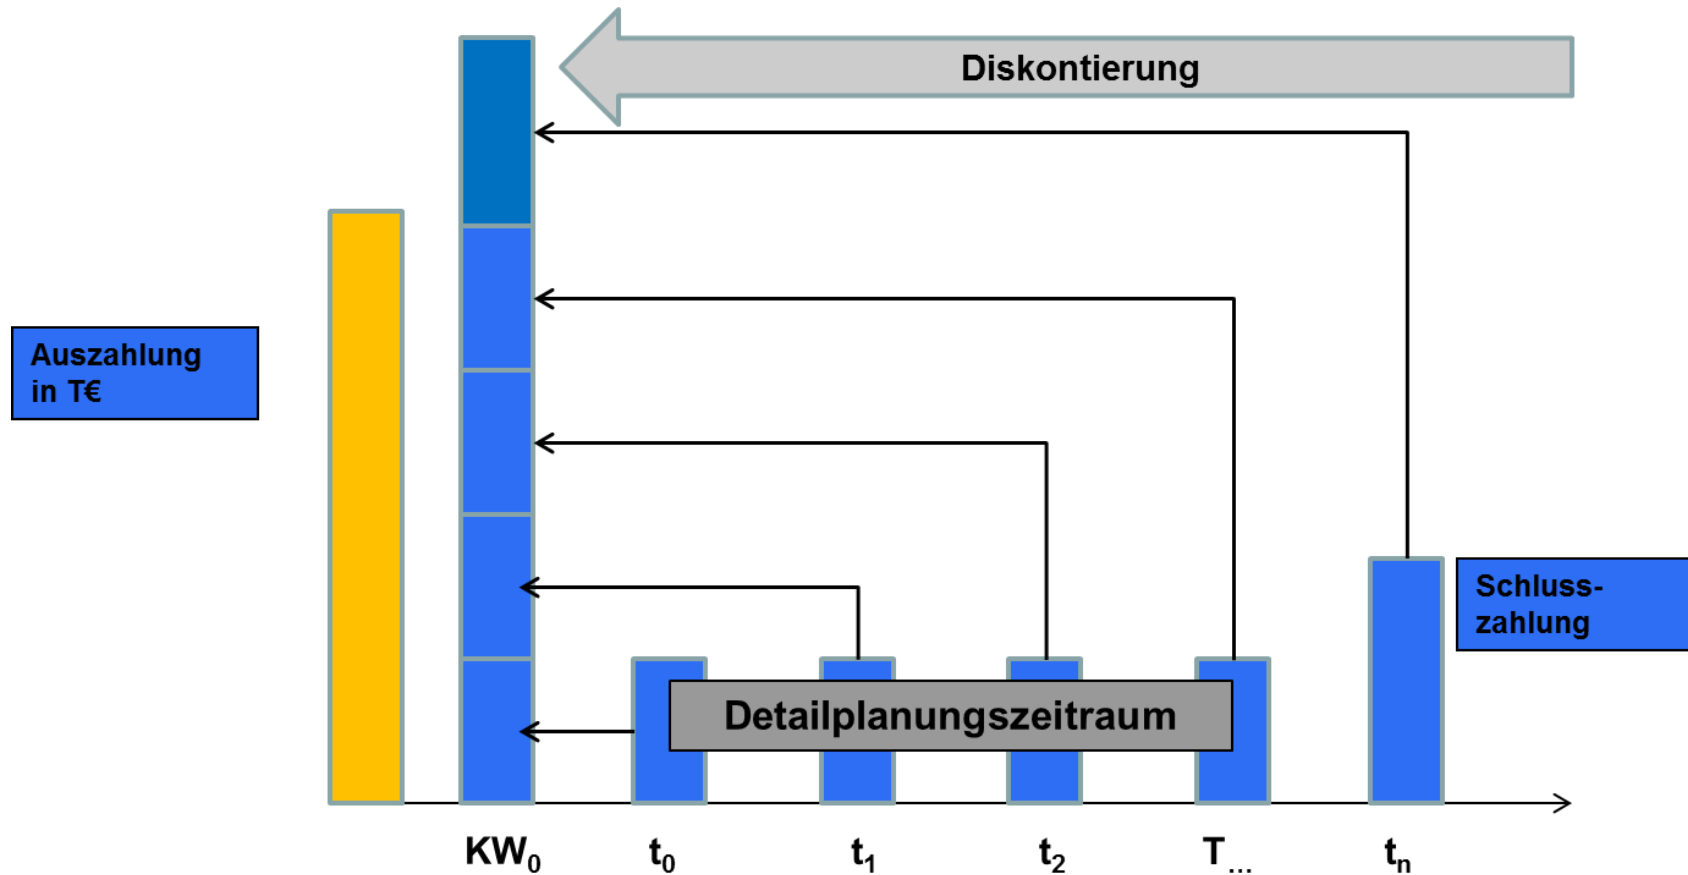 Diskontierung
Auszahlung
in T€
Schluss-
zahlung
Detailplanungszeitraum
KW₀ t₀ t₁ t₂ T... tₙ